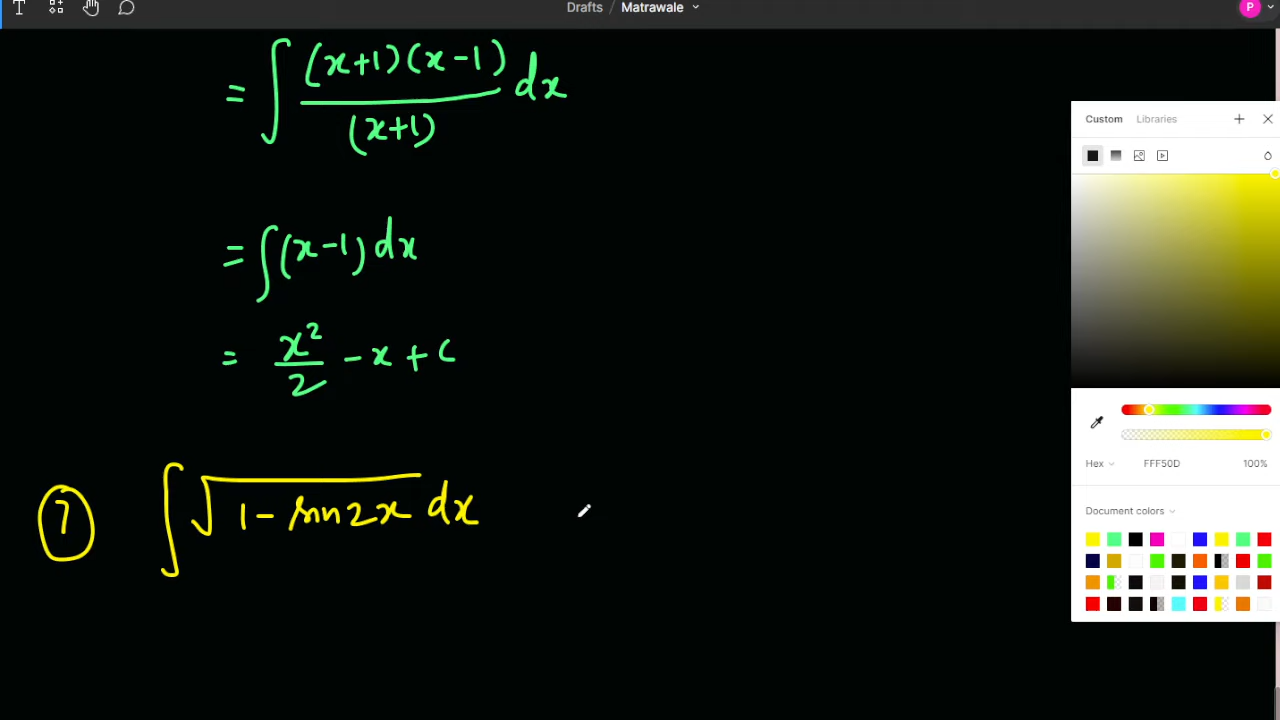 Drafts / Matrawale
P
= ∫ (x+1)(x-1) / (x+1) dx
Custom Libraries
= ∫(x-1) dx
= x²/2 - x + c
Hex FFF50D 100%
7 ∫ √(1 - sin2x) dx
Document colors